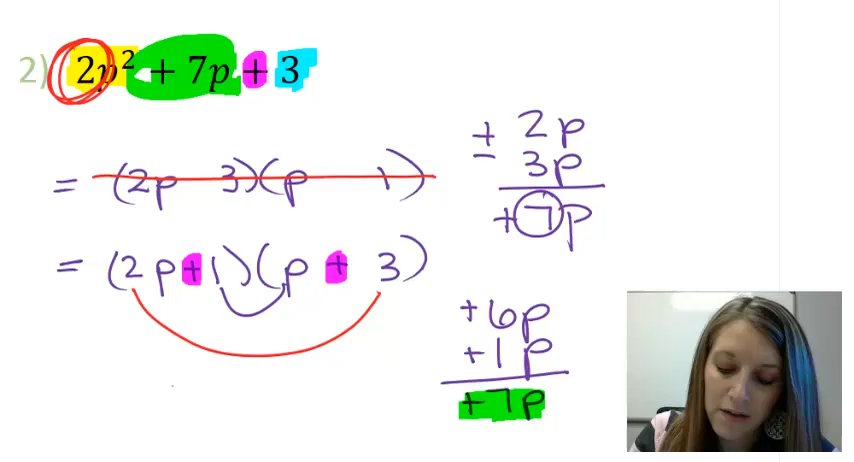 2) 2p² + 7p + 3
= (2p 3)(p 1)
= (2p+1)(p + 3)
± 2p
3p
+7p
+6p
+1p
+7p